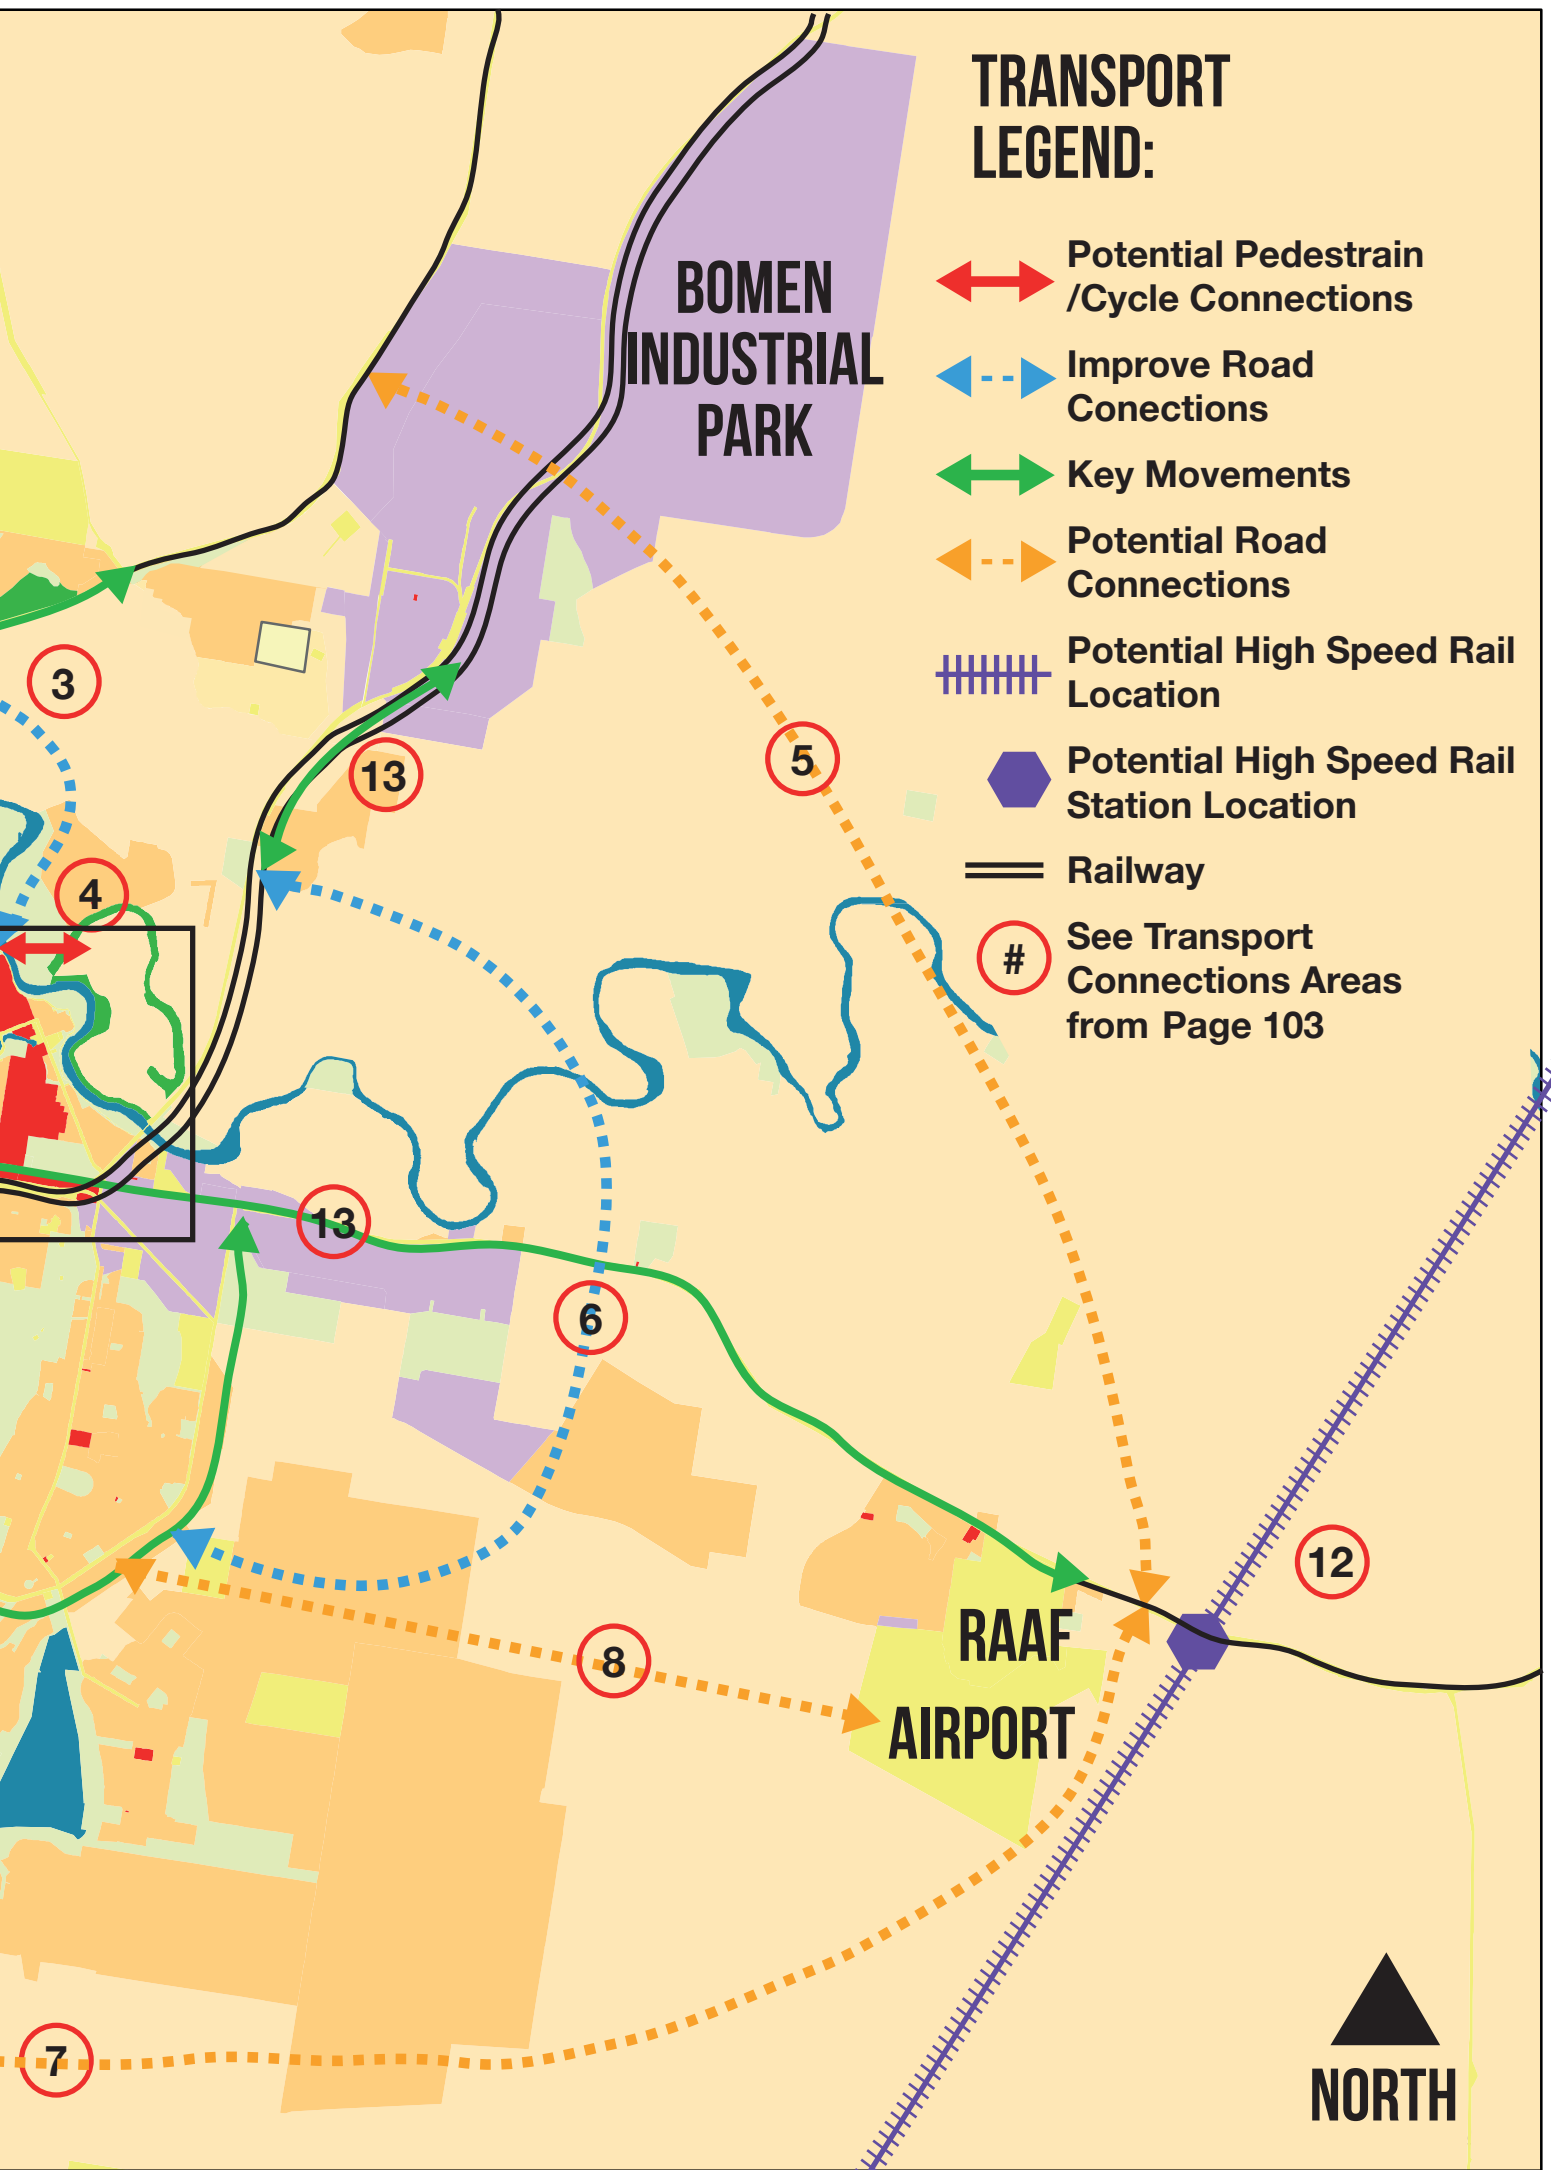 TRANSPORT
LEGEND:
Potential Pedestrain
/Cycle Connections
Improve Road
Conections
Key Movements
Potential Road
Connections
Potential High Speed Rail
Location
Potential High Speed Rail
Station Location
Railway
#
See Transport
Connections Areas
from Page 103
BOMEN
INDUSTRIAL
PARK
3
13
5
4
13
6
12
8
RAAF
AIRPORT
7
NORTH